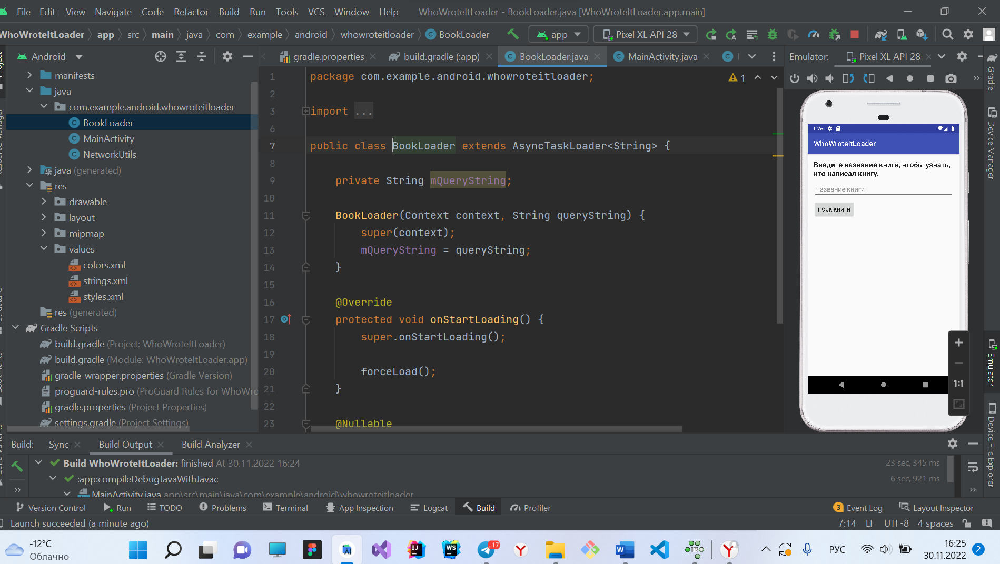 File Edit View Navigate Code Refactor Build Run Tools VCS Window Help WhoWroteItLoader - BookLoader.java [WhoWroteItLoader.app.main]
WhoWroteItLoader app src main java com example android whowroteitloader BookLoader app Pixel XL API 28
Android gradle.properties build.gradle (:app) BookLoader.java MainActivity.java Emulator: Pixel XL API 28
manifests
java
com.example.android.whowroteitloader
BookLoader
MainActivity
NetworkUtils
java (generated)
res
drawable
layout
mipmap
values
colors.xml
strings.xml
styles.xml
res (generated)
Gradle Scripts
build.gradle (Project: WhoWroteItLoader)
build.gradle (Module: WhoWroteItLoader.app)
gradle-wrapper.properties (Gradle Version)
proguard-rules.pro (ProGuard Rules for WhoWro
gradle.properties (Project Properties)
settings.gradle (Project Settings)
1 package com.example.android.whowroteitloader; 1
2
3 import ...
6
7 public class BookLoader extends AsyncTaskLoader<String> {
8
9 private String mQueryString;
10
11 BookLoader(Context context, String queryString) {
12 super(context);
13 mQueryString = queryString;
14 }
15
16 @Override
17 protected void onStartLoading() {
18 super.onStartLoading();
19
20 forceLoad();
21 }
22
23 @Nullable
1:25
WhoWroteItLoader
Введите название книги, чтобы узнать,
кто написал книгу.
Название книги
ПОСК КНИГИ
1:1
Gradle
Device Manager
Emulator
Device File Explorer
Build: Sync Build Output Build Analyzer
Build WhoWroteItLoader: finished At 30.11.2022 16:24 23 sec, 345 ms
:app:compileDebugJavaWithJavac 6 sec, 921 ms
MainActivity.java app\src\main\java\com\example\android\whowroteitloader
Version Control Run TODO Problems Terminal App Inspection Logcat Build Profiler 3 Event Log Layout Inspector
Launch succeeded (a minute ago) 7:14 LF UTF-8 4 spaces
-12°C
Облачно
IJ
WS
..17
РУС
16:25
30.11.2022
2